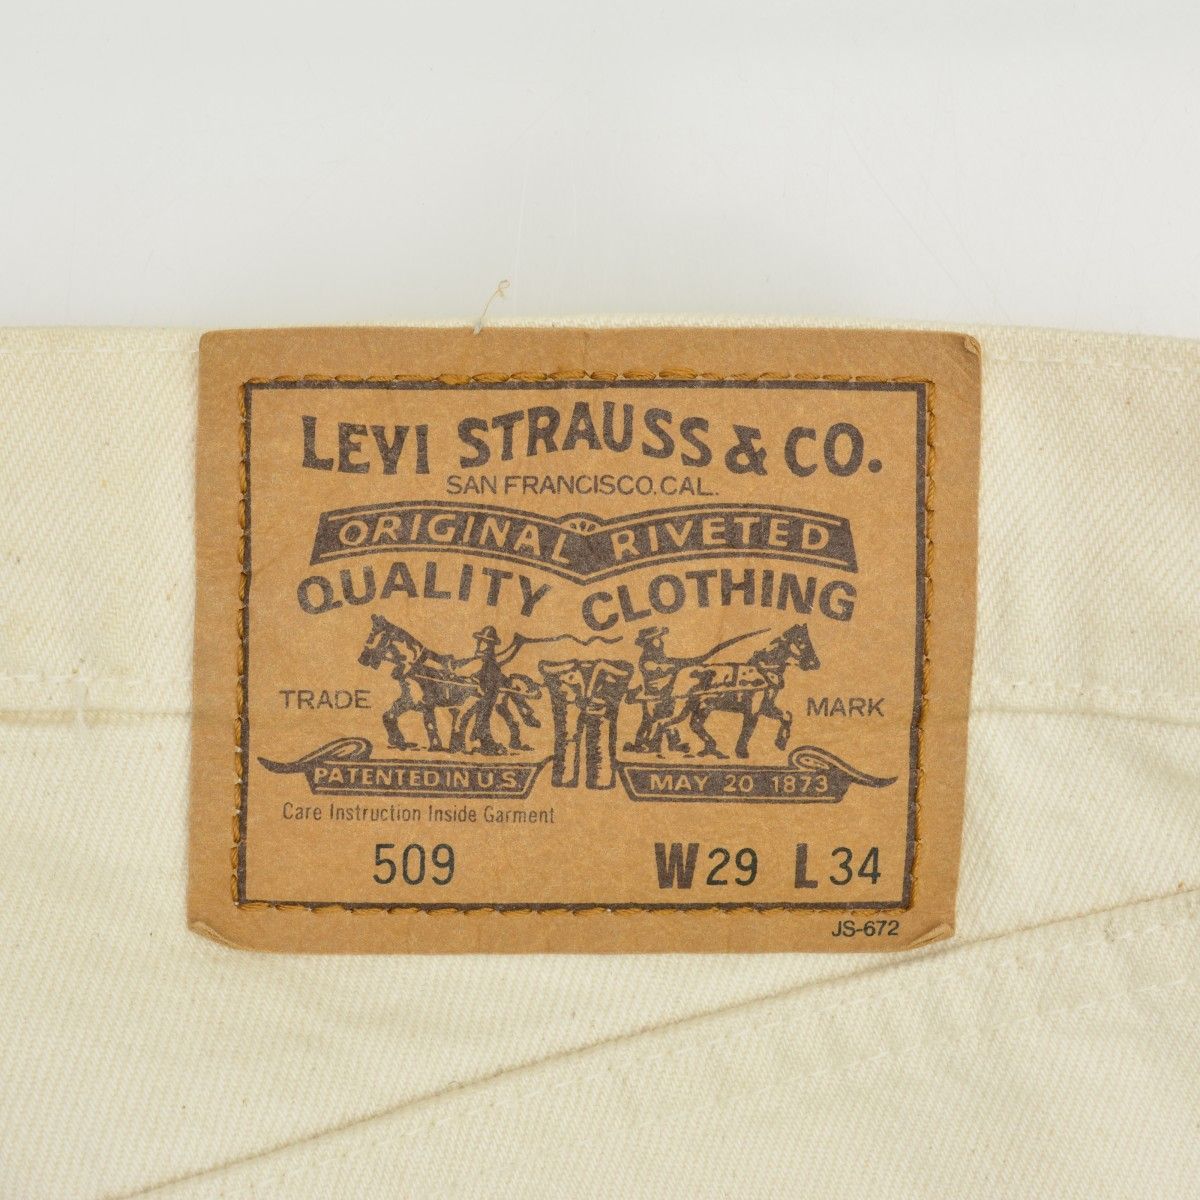 LEVI STRAUSS & CO.
SAN FRANCISCO, CAL.
ORIGINAL RIVETED
QUALITY CLOTHING
TRADE MARK
PATENTED IN U.S. MAY 20 1873
Care Instruction Inside Garment
509 W29 L34
JS-672